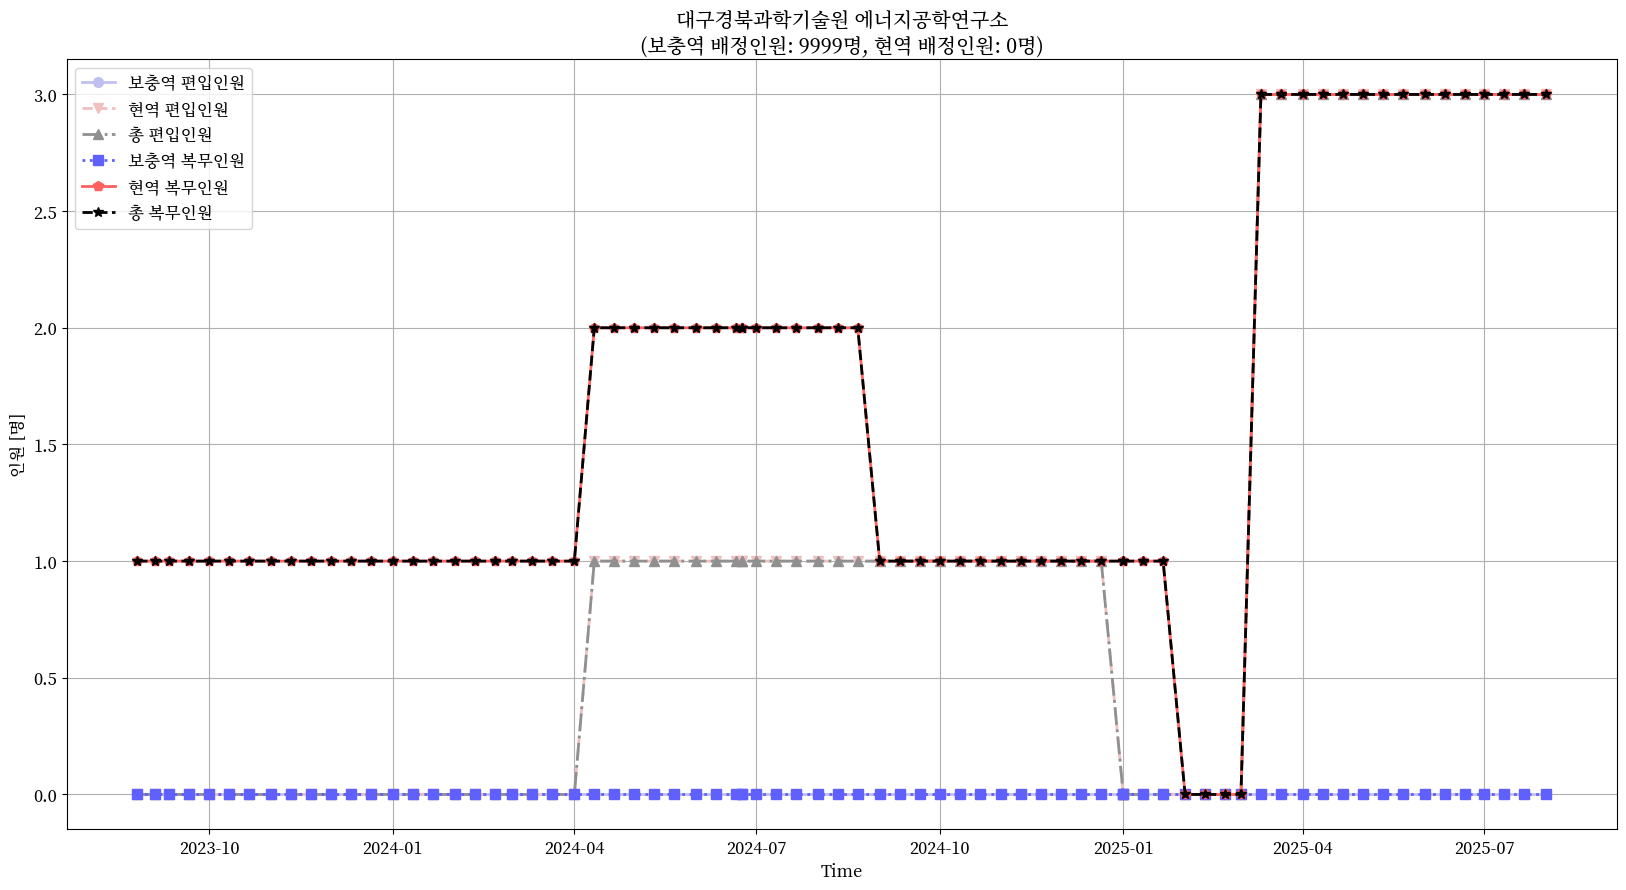 대구경북과학기술원 에너지공학연구소
(보충역 배정인원: 9999명, 현역 배정인원: 0명)
보충역 편입인원
현역 편입인원
총 편입인원
보충역 복무인원
현역 복무인원
총 복무인원
인원 [명]
3.0
2.5
2.0
1.5
1.0
0.5
0.0
2023-10 2024-01 2024-04 2024-07 2024-10 2025-01 2025-04 2025-07
Time